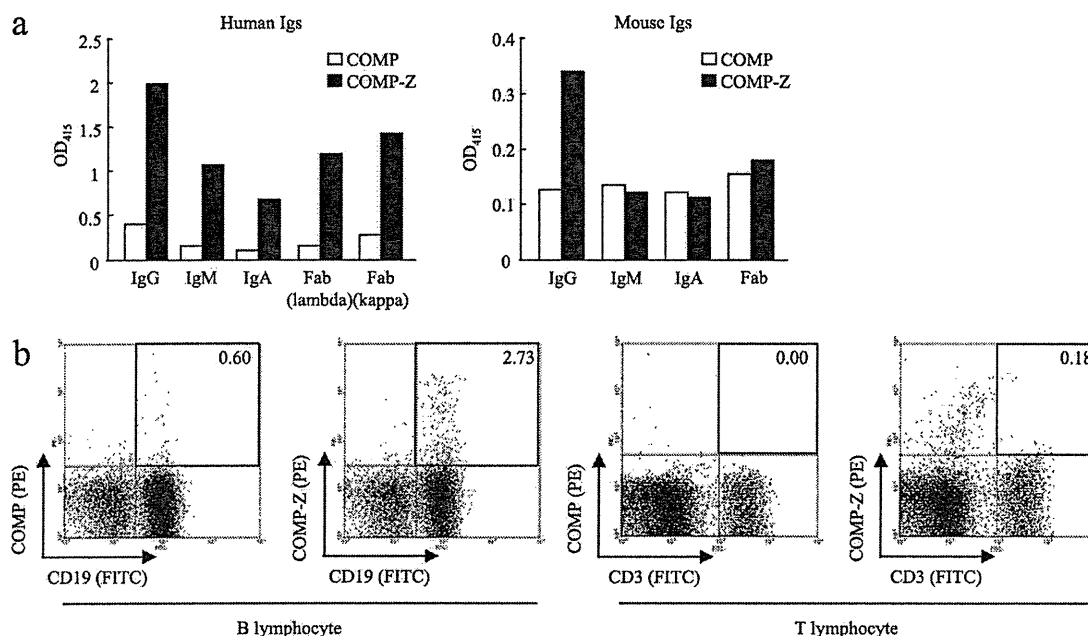 a
Human Igs
2.5
2
1.5
1
0.5
0
OD415
COMP
COMP-Z
IgG IgM IgA Fab Fab
(lambda)(kappa)
Mouse Igs
0.4
0.3
0.2
0.1
0
OD415
COMP
COMP-Z
IgG IgM IgA Fab
b
0.60
COMP (PE)
CD19 (FITC)
2.73
COMP-Z (PE)
CD19 (FITC)
0.00
COMP (PE)
CD3 (FITC)
0.18
COMP-Z (PE)
CD3 (FITC)
B lymphocyte
T lymphocyte